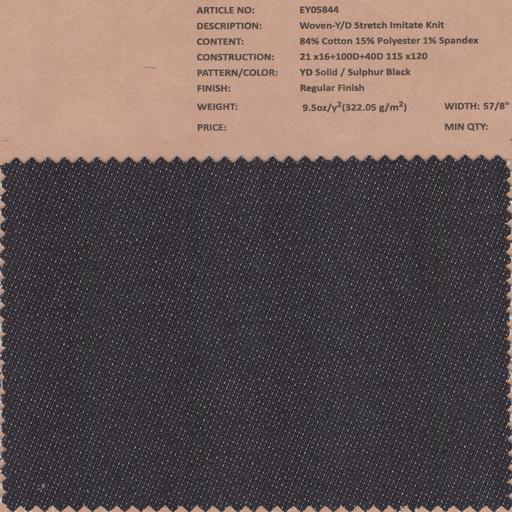 ARTICLE NO: EY05844
DESCRIPTION: Woven-Y/D Stretch Imitate Knit
CONTENT: 84% Cotton 15% Polyester 1% Spandex
CONSTRUCTION: 21 x16+100D+40D 115 x120
PATTERN/COLOR: YD Solid / Sulphur Black
FINISH: Regular Finish
WEIGHT: 9.5oz/y²(322.05 g/m²) WIDTH: 57/8"
PRICE: MIN QTY: